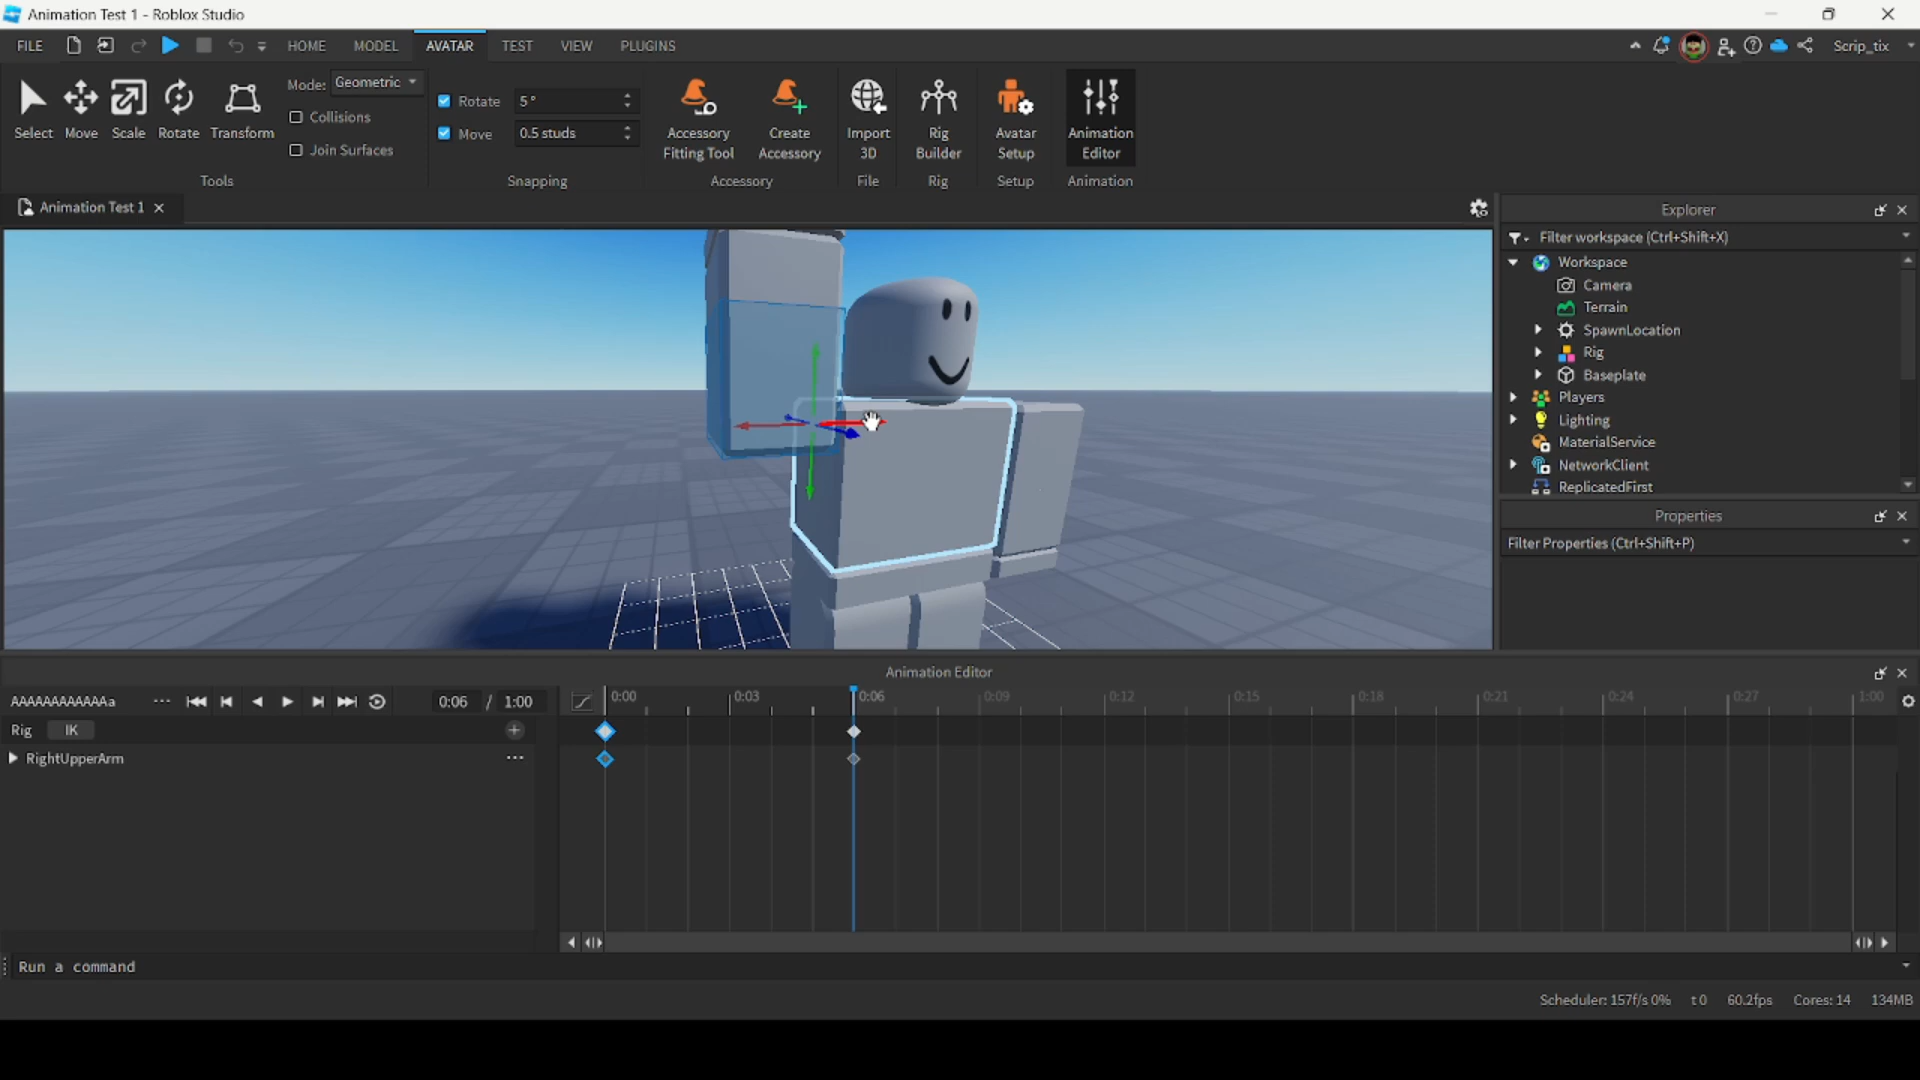 Animation Test 1 - Roblox Studio
FILE
HOME
MODEL
AVATAR
TEST
VIEW
PLUGINS
Scrip_tix
Select
Move
Scale
Rotate
Transform
Mode: Geometric
Collisions
Join Surfaces
Tools
Rotate 5 °
Move 0.5 studs
Snapping
Accessory
Fitting Tool
Create
Accessory
Accessory
Import
3D
File
Rig
Builder
Rig
Avatar
Setup
Setup
Animation
Editor
Animation
Animation Test 1
Explorer
Filter workspace (Ctrl+Shift+X)
Workspace
Camera
Terrain
SpawnLocation
Rig
Baseplate
Players
Lighting
MaterialService
NetworkClient
ReplicatedFirst
Properties
Filter Properties (Ctrl+Shift+P)
Animation Editor
AAAAAAAAAAAAa
0:06 / 1:00
0:00 0:03 0:06 0:09 0:12 0:15 0:18 0:21 0:24 0:27 1:00
Rig IK
RightUpperArm
Run a command
Scheduler: 157f/s 0% t 0 60.2fps Cores: 14 134MB